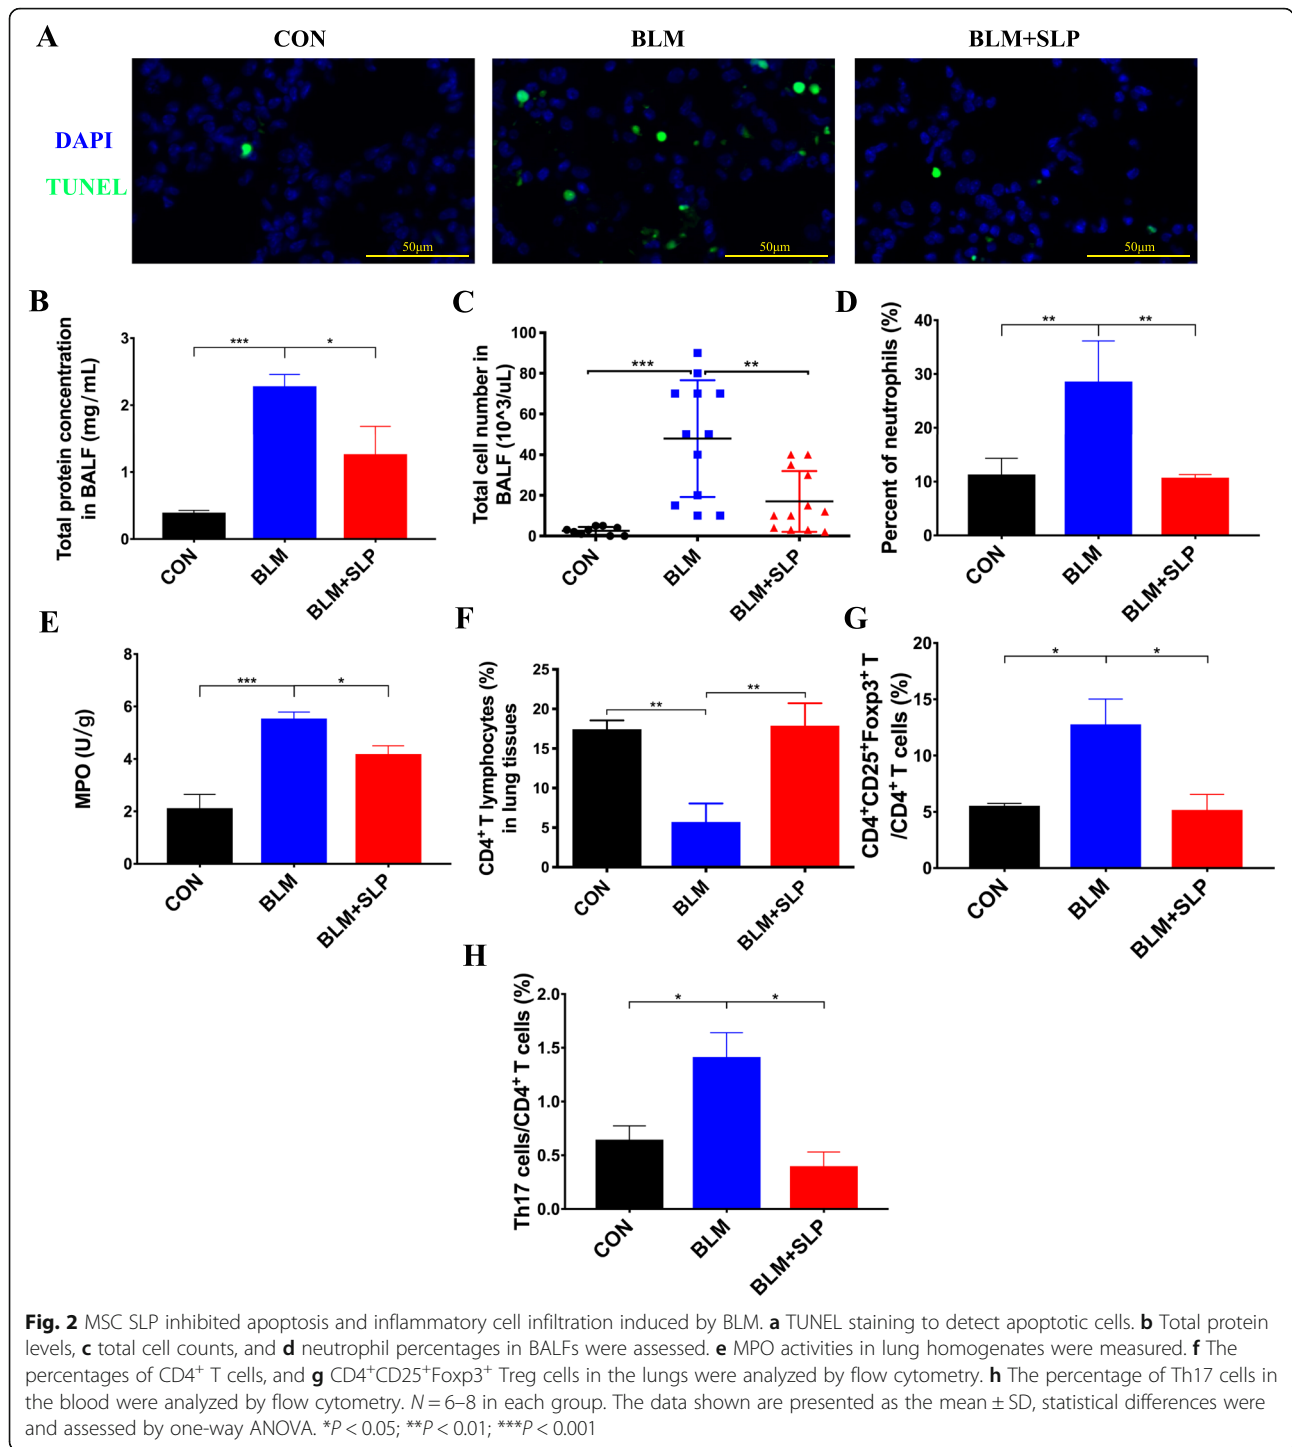 A
CON
BLM
BLM+SLP
DAPI
TUNEL
50μm
50μm
50μm
B
Total protein concentration
in BALF (mg / mL)
3
2
1
0
***
*
CON
BLM
BLM+SLP
C
Total cell number in
BALF (10^3/uL)
100
80
60
40
20
0
***
**
CON
BLM
BLM+SLP
D
Percent of neutrophils (%)
40
30
20
10
0
**
**
CON
BLM
BLM+SLP
E
MPO (U/g)
8
6
4
2
0
***
*
CON
BLM
BLM+SLP
F
CD4⁺ T lymphocytes (%)
in lung tissues
25
20
15
10
5
0
**
**
CON
BLM
BLM+SLP
G
CD4⁺CD25⁺Foxp3⁺ T
/CD4⁺ T cells (%)
20
15
10
5
0
*
*
CON
BLM
BLM+SLP
H
Th17 cells/CD4⁺ T cells (%)
2.0
1.5
1.0
0.5
0.0
*
*
CON
BLM
BLM+SLP
Fig. 2 MSC SLP inhibited apoptosis and inflammatory cell infiltration induced by BLM. a TUNEL staining to detect apoptotic cells. b Total protein
levels, c total cell counts, and d neutrophil percentages in BALFs were assessed. e MPO activities in lung homogenates were measured. f The
percentages of CD4⁺ T cells, and g CD4⁺CD25⁺Foxp3⁺ Treg cells in the lungs were analyzed by flow cytometry. h The percentage of Th17 cells in
the blood were analyzed by flow cytometry. N = 6–8 in each group. The data shown are presented as the mean ± SD, statistical differences were
and assessed by one-way ANOVA. *P < 0.05; **P < 0.01; ***P < 0.001